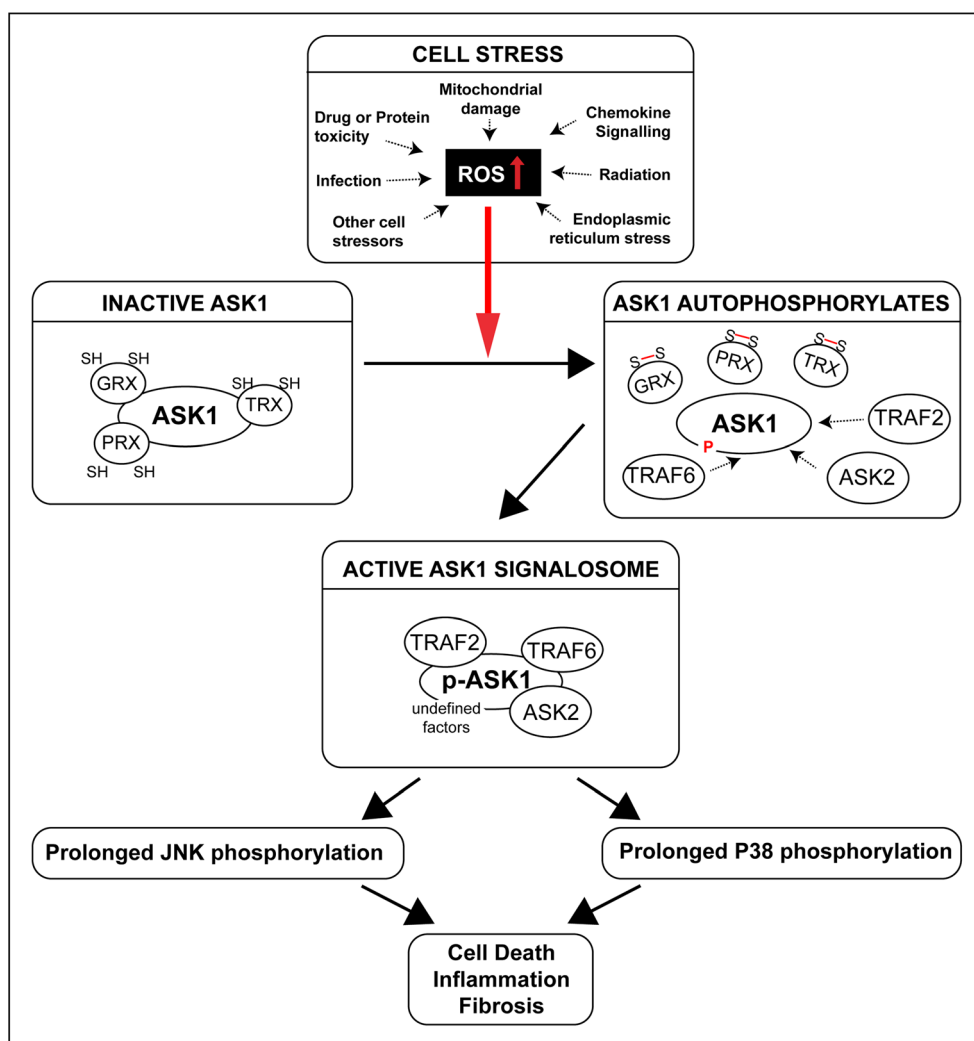 CELL STRESS
Mitochondrial
damage
Drug or Protein
toxicity
Chemokine
Signalling
ROS
Infection
Radiation
Other cell
stressors
Endoplasmic
reticulum stress
INACTIVE ASK1
SH SH
GRX
SH SH
TRX
ASK1
PRX
SH SH
ASK1 AUTOPHOSPHORYLATES
S-S
GRX
S-S
PRX
S-S
TRX
ASK1
P
TRAF2
TRAF6
ASK2
ACTIVE ASK1 SIGNALOSOME
TRAF2
TRAF6
p-ASK1
undefined
factors
ASK2
Prolonged JNK phosphorylation
Prolonged P38 phosphorylation
Cell Death
Inflammation
Fibrosis